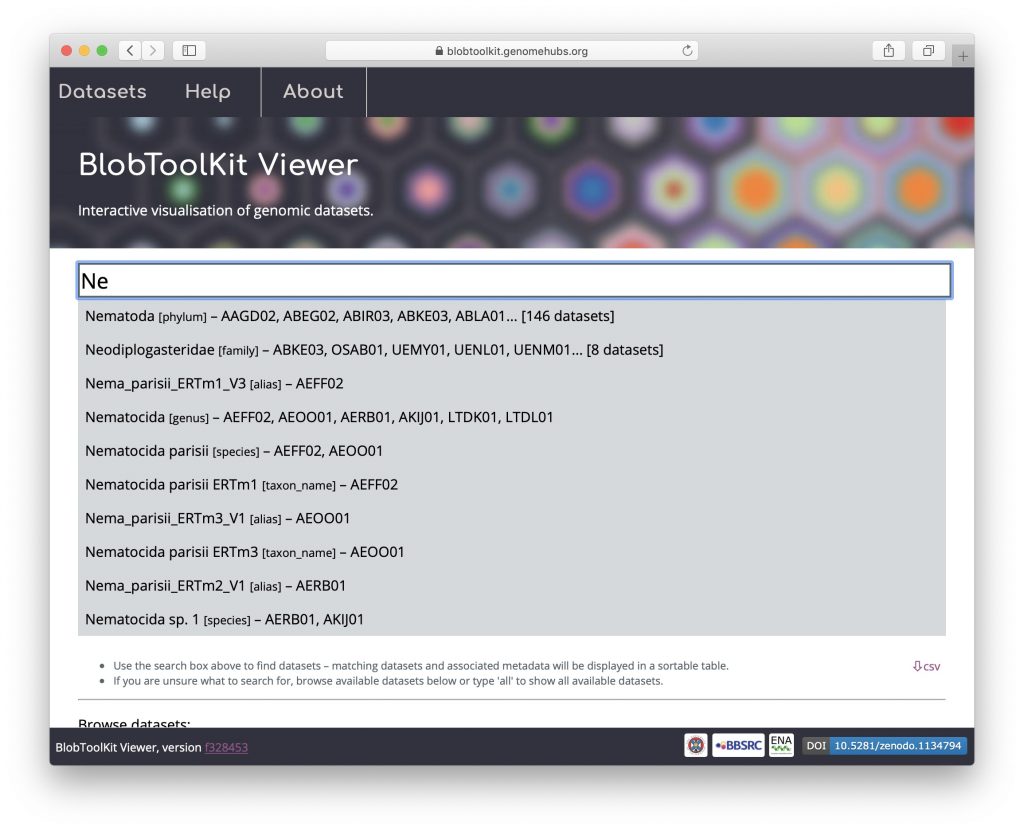 blobtoolkit.genomehubs.org
Datasets Help About
BlobToolKit Viewer
Interactive visualisation of genomic datasets.
Ne
Nematoda [phylum] – AAGD02, ABEG02, ABIR03, ABKE03, ABLA01... [146 datasets]
Neodiplogasteridae [family] – ABKE03, OSAB01, UEMY01, UENL01, UENM01... [8 datasets]
Nema_parisii_ERTm1_V3 [alias] – AEFF02
Nematocida [genus] – AEFF02, AEOO01, AERB01, AKIJ01, LTDK01, LTDL01
Nematocida parisii [species] – AEFF02, AEOO01
Nematocida parisii ERTm1 [taxon_name] – AEFF02
Nema_parisii_ERTm3_V1 [alias] – AEOO01
Nematocida parisii ERTm3 [taxon_name] – AEOO01
Nema_parisii_ERTm2_V1 [alias] – AERB01
Nematocida sp. 1 [species] – AERB01, AKIJ01
• Use the search box above to find datasets – matching datasets and associated metadata will be displayed in a sortable table.
• If you are unsure what to search for, browse available datasets below or type 'all' to show all available datasets.
⇩csv
Browse datasets:
BlobToolKit Viewer, version f328453
BBSRC
ENA
DOI 10.5281/zenodo.1134794